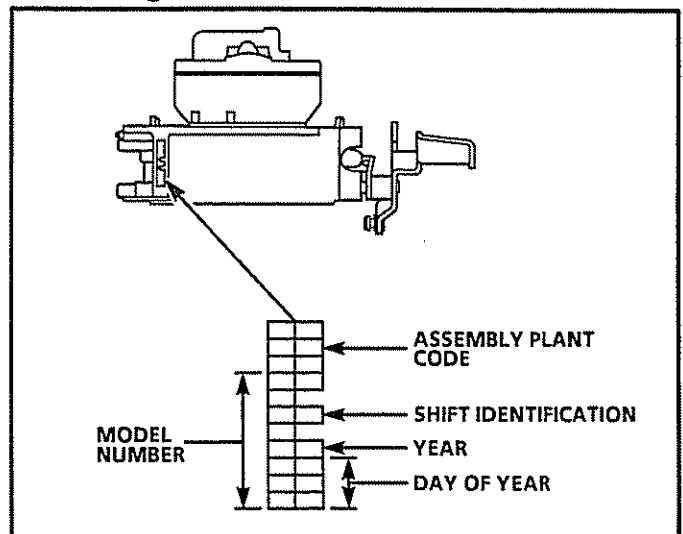 ASSEMBLY PLANT
CODE
SHIFT IDENTIFICATION
MODEL
NUMBER
YEAR
DAY OF YEAR